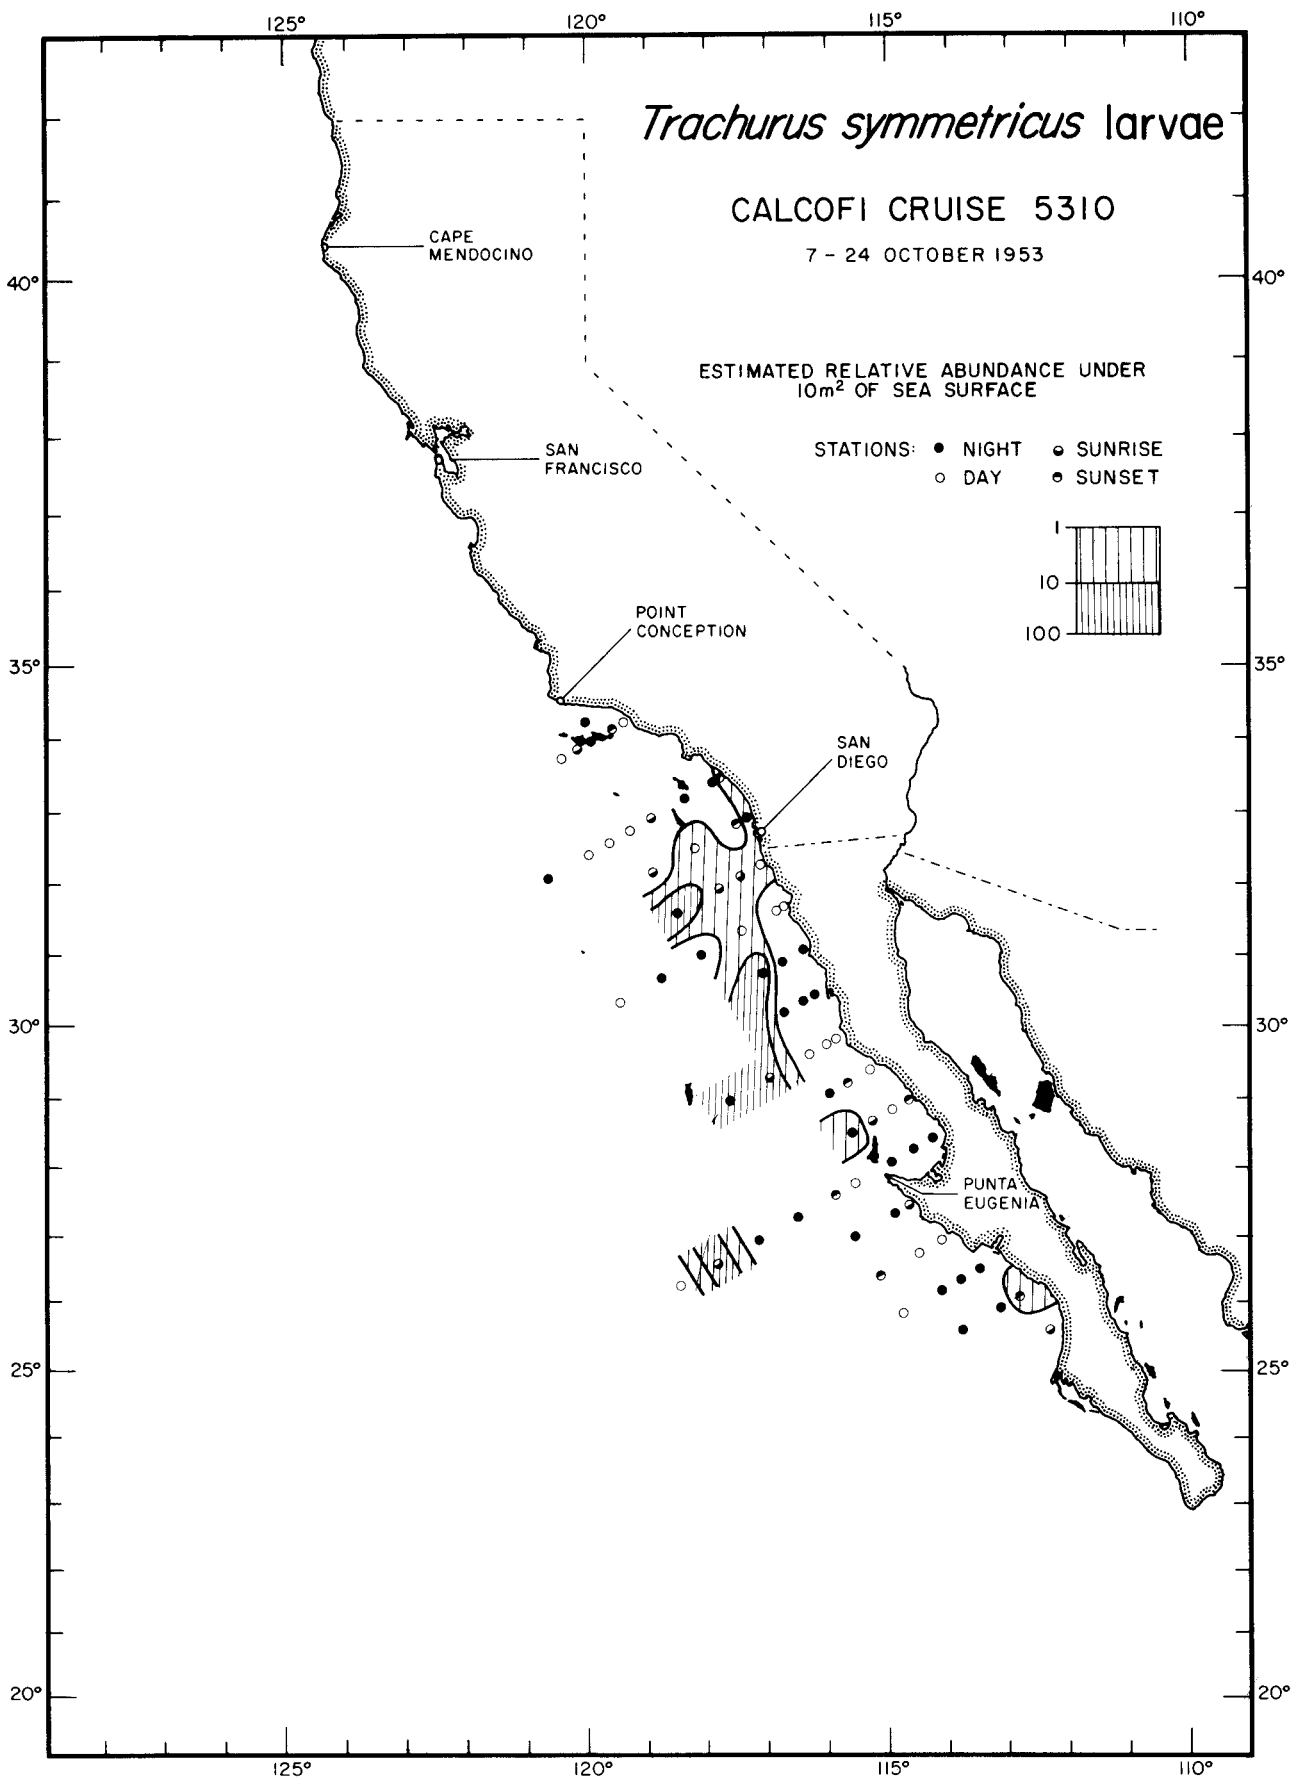 125° 120° 115° 110°
Trachurus symmetricus larvae
CALCOFI CRUISE 5310
7 - 24 OCTOBER 1953
CAPE
MENDOCINO
40° 40°
ESTIMATED RELATIVE ABUNDANCE UNDER
10m² OF SEA SURFACE
STATIONS: NIGHT SUNRISE
DAY SUNSET
SAN
FRANCISCO
1
10
100
POINT
CONCEPTION
35° 35°
SAN
DIEGO
30° 30°
PUNTA
EUGENIA
25° 25°
20° 20°
125° 120° 115° 110°